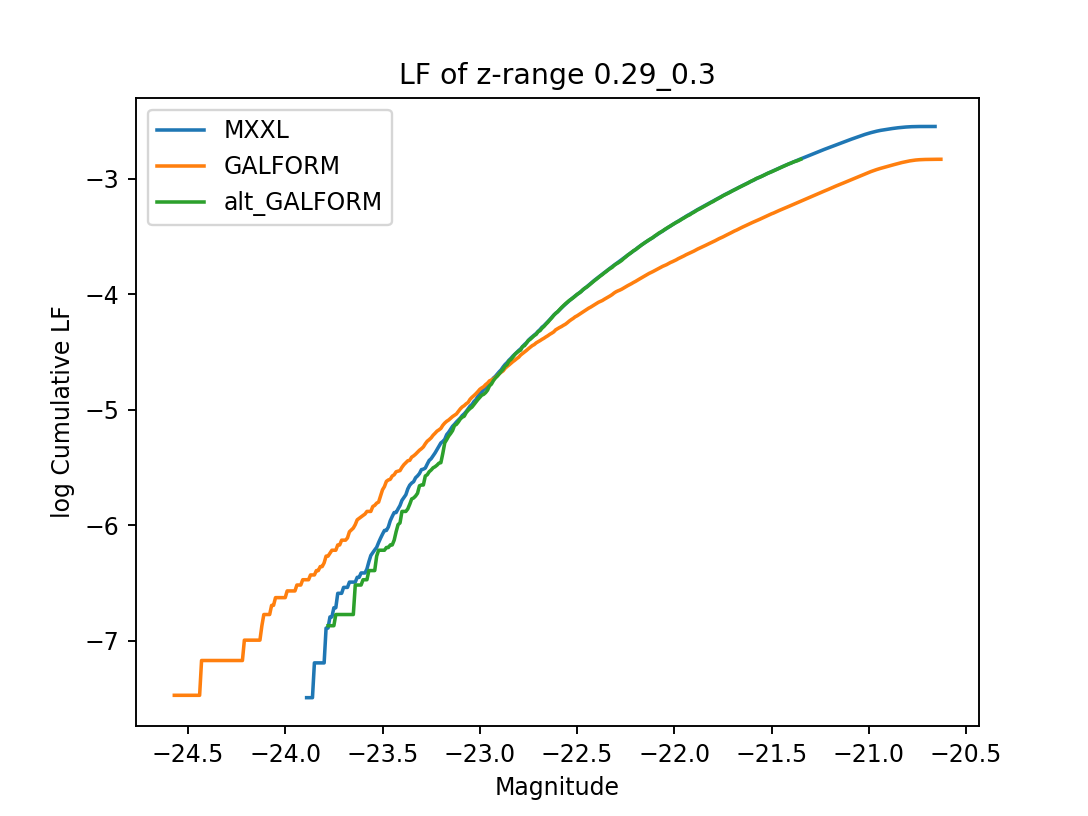 LF of z-range 0.29_0.3
MXXL
GALFORM
alt_GALFORM
log Cumulative LF
−3
−4
−5
−6
−7
−24.5 −24.0 −23.5 −23.0 −22.5 −22.0 −21.5 −21.0 −20.5
Magnitude